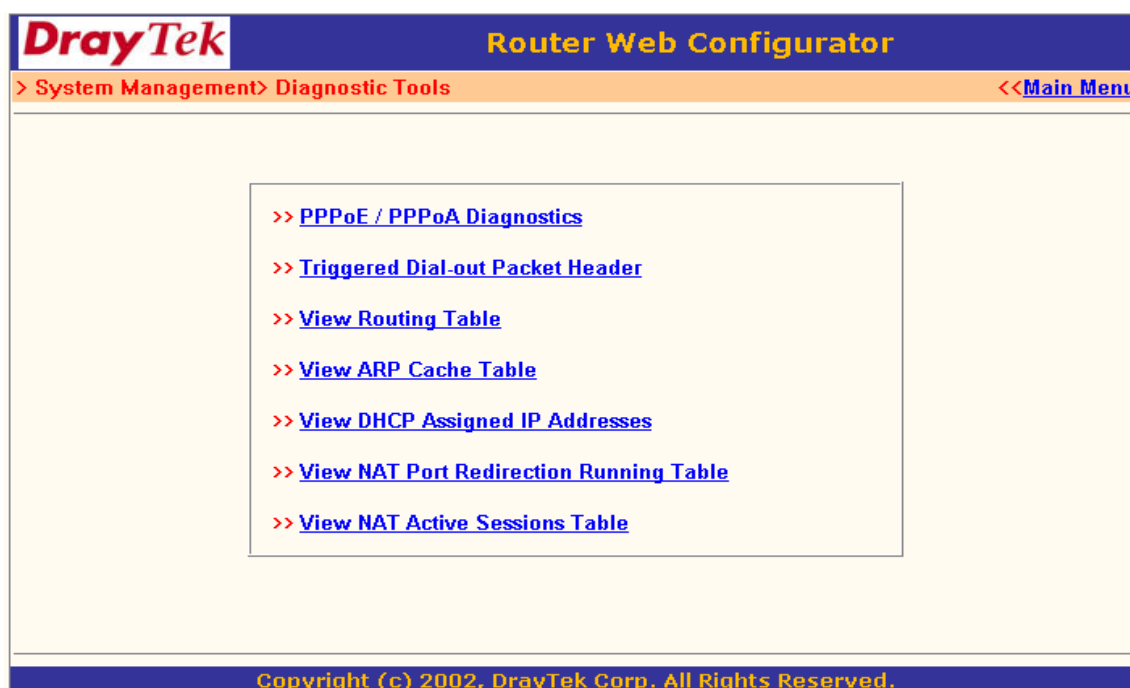 DrayTek Router Web Configurator
> System Management> Diagnostic Tools <<Main Menu
>> PPPoE / PPPoA Diagnostics
>> Triggered Dial-out Packet Header
>> View Routing Table
>> View ARP Cache Table
>> View DHCP Assigned IP Addresses
>> View NAT Port Redirection Running Table
>> View NAT Active Sessions Table
Copyright (c) 2002, DrayTek Corp. All Rights Reserved.